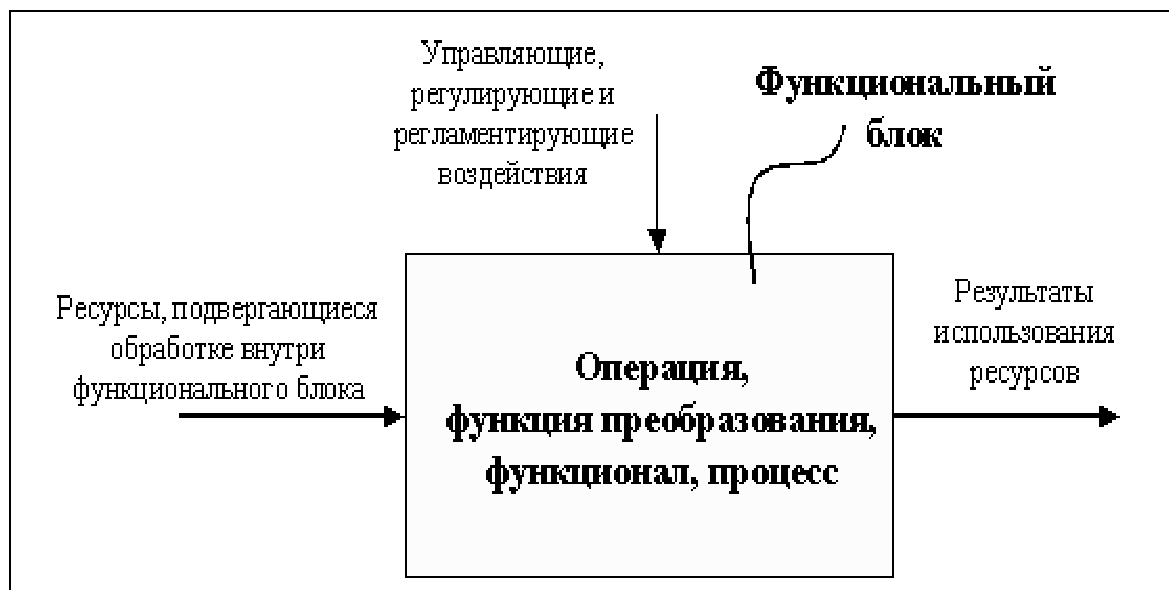 Управляющие,
регулирующие и
регламентирующие
воздействия
Функциональный
блок
Ресурсы, подвергающиеся
обработке внутри
функционального блока
Операция,
функция преобразования,
функционал, процесс
Результаты
использования
ресурсов